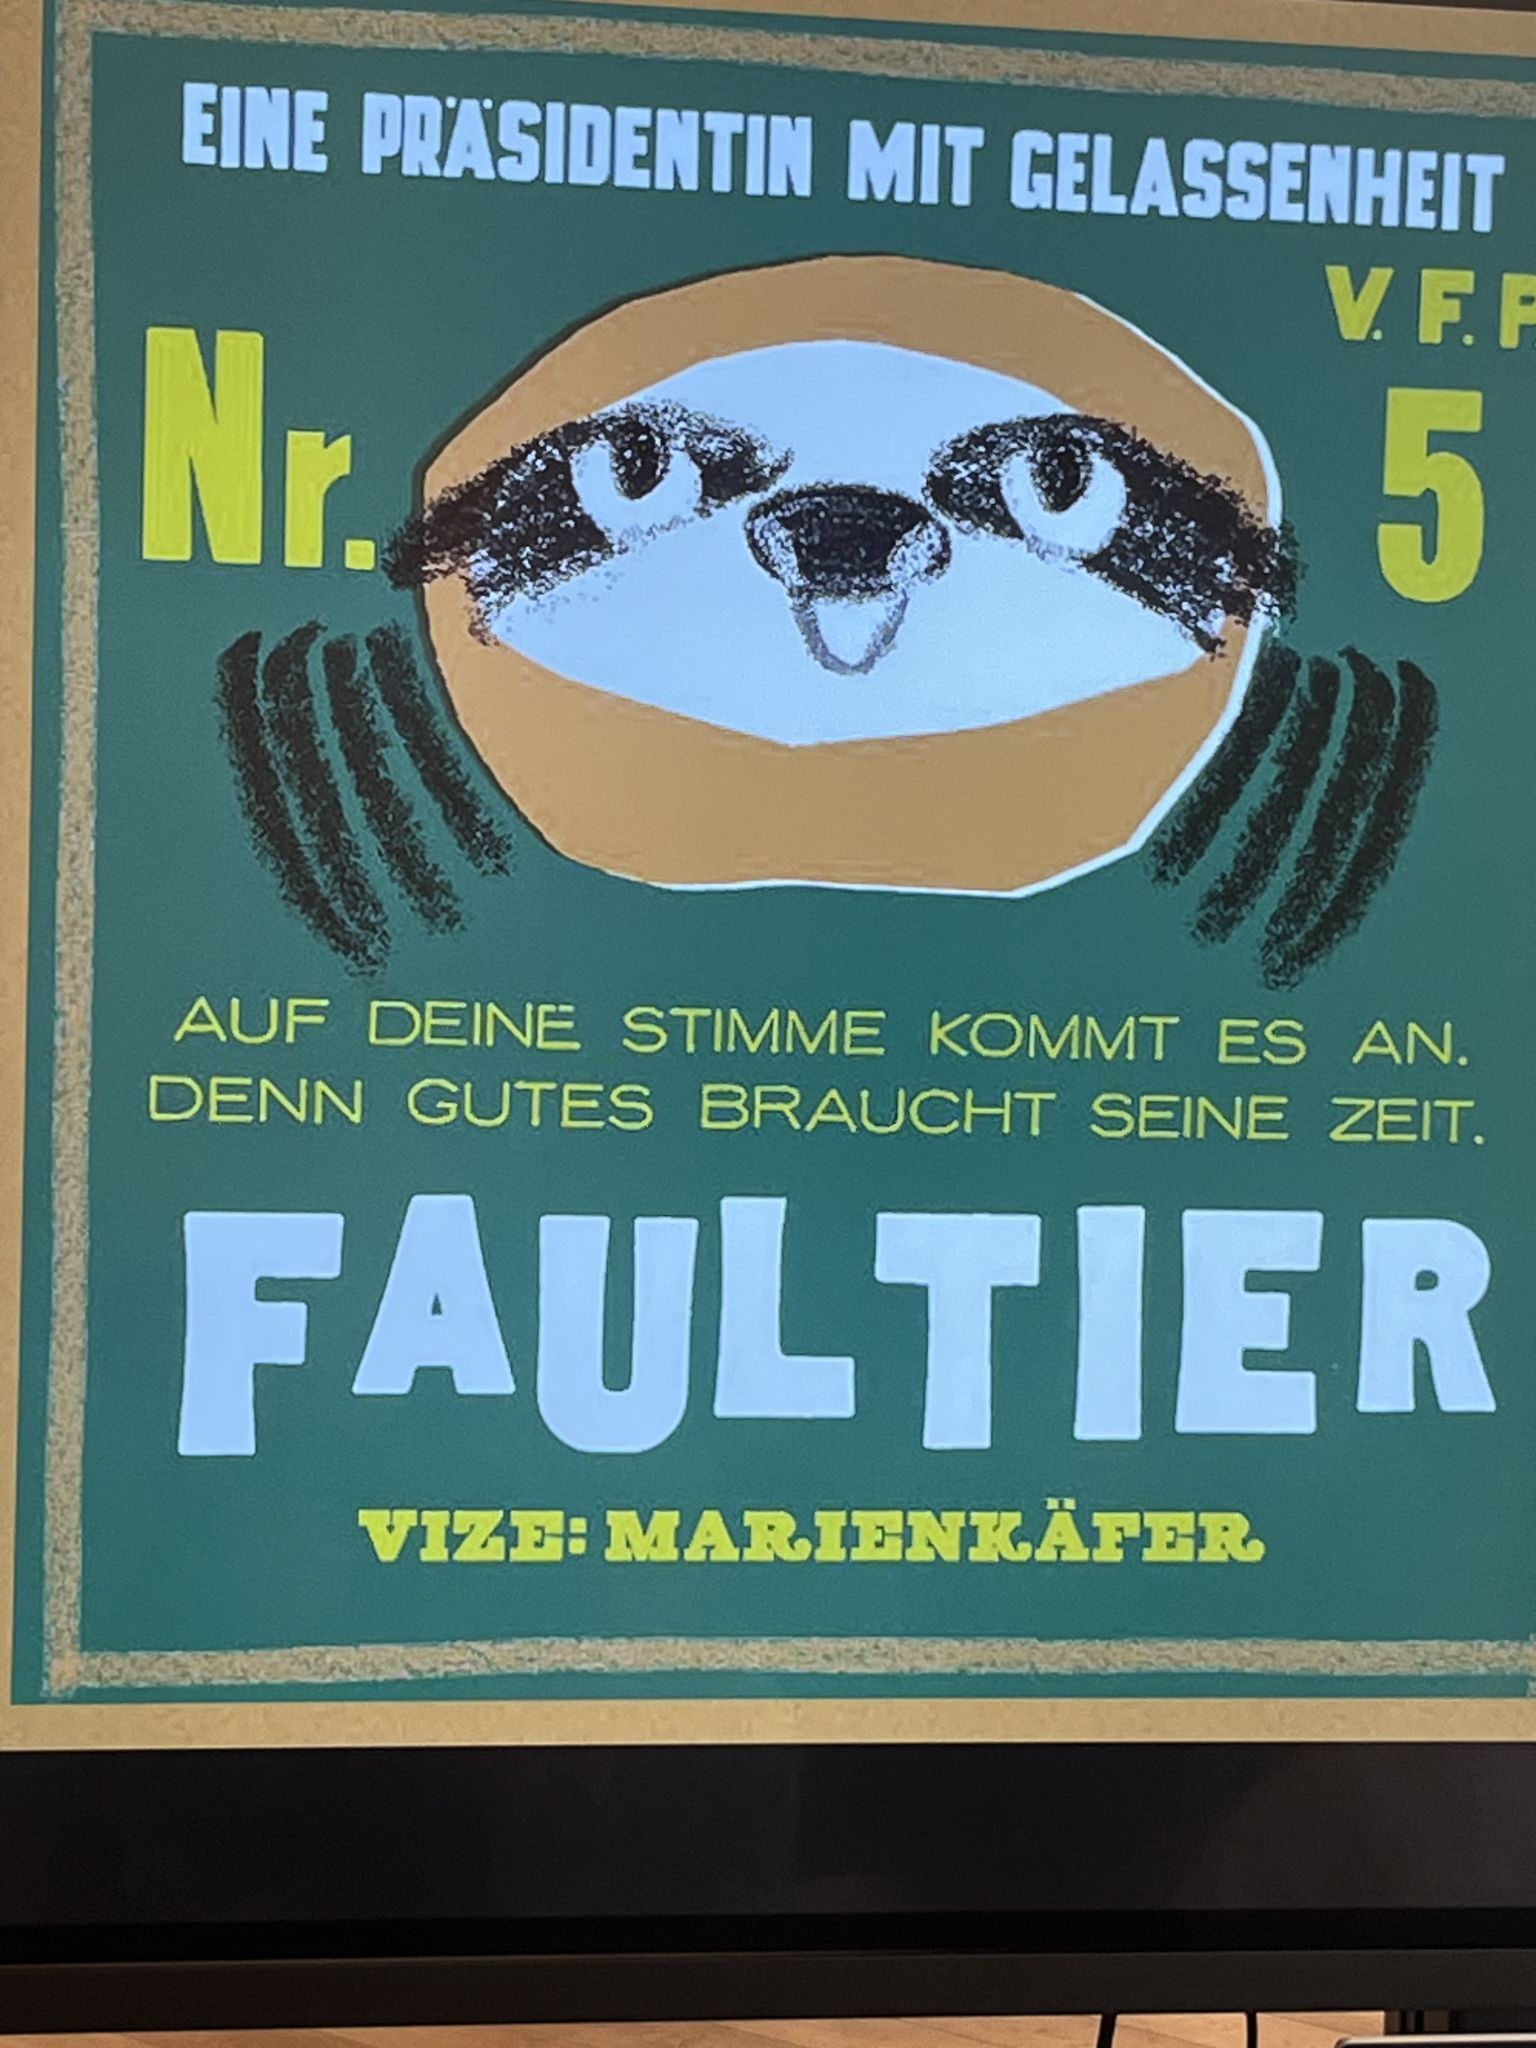 EINE PRÄSIDENTIN MIT GELASSENHEIT
V. F. P
Nr. 5
AUF DEINE STIMME KOMMT ES AN.
DENN GUTES BRAUCHT SEINE ZEIT.
FAULTIER
VIZE: MARIENKÄFER